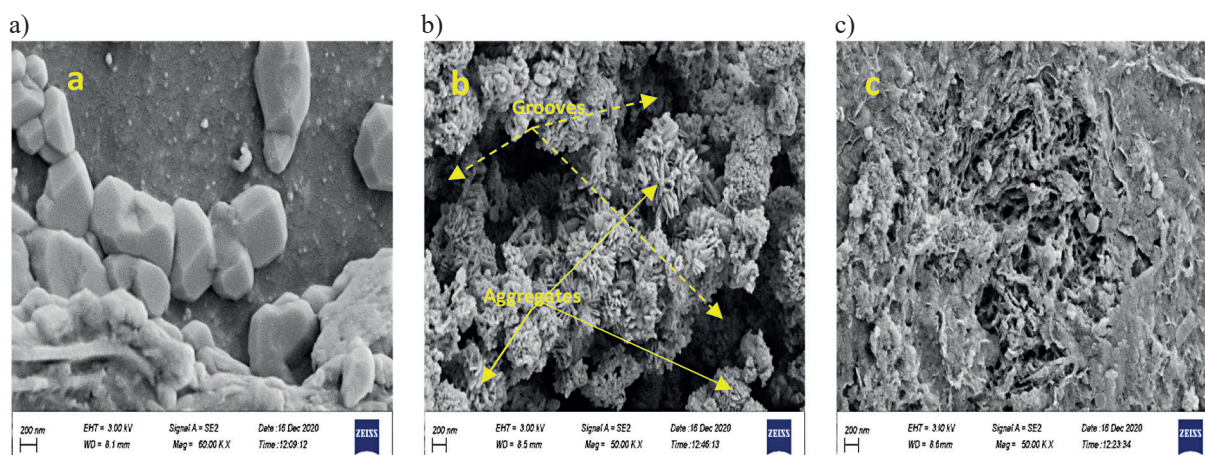 a)
b)
c)
a
b
c
Grooves
Aggregates
200 nm
EHT = 3.00 kV
Signal A = SE2
Date :16 Dec 2020
WD = 8.1 mm
Mag = 60.00 K X
Time :12:09:12
ZEISS
200 nm
EHT = 3.00 kV
Signal A = SE2
Date :16 Dec 2020
WD = 8.5 mm
Mag = 50.00 K X
Time :12:46:13
ZEISS
200 nm
EHT = 3.00 kV
Signal A = SE2
Date :16 Dec 2020
WD = 8.6 mm
Mag = 50.00 K X
Time :12:23:34
ZEISS